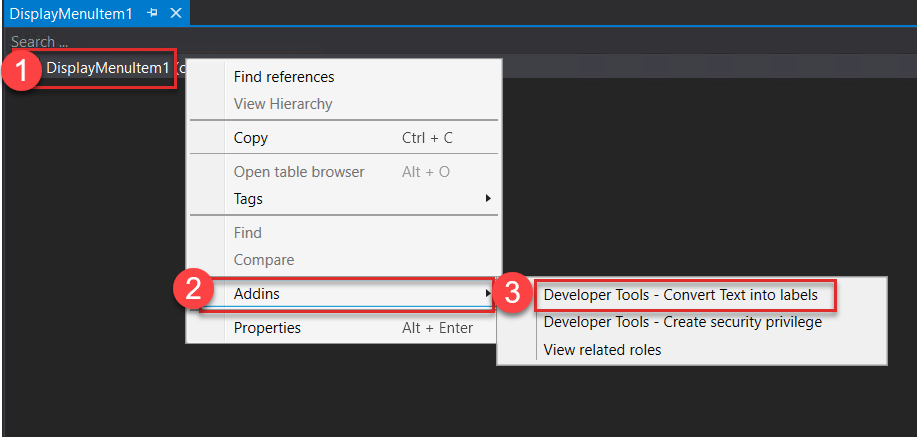 DisplayMenuItem1
Search ...
1 DisplayMenuItem1 (
Find references
View Hierarchy
Copy Ctrl + C
Open table browser Alt + O
Tags
Find
Compare
2 Addins
3 Developer Tools - Convert Text into labels
Developer Tools - Create security privilege
Properties Alt + Enter
View related roles